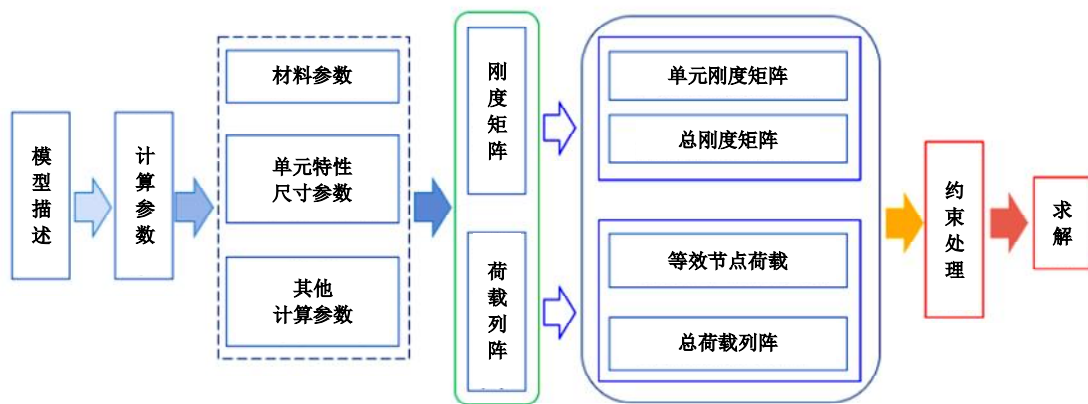 模型描述
计算参数
材料参数
单元特性
尺寸参数
其他
计算参数
刚度矩阵
荷载列阵
单元刚度矩阵
总刚度矩阵
等效节点荷载
总荷载列阵
约束处理
求解